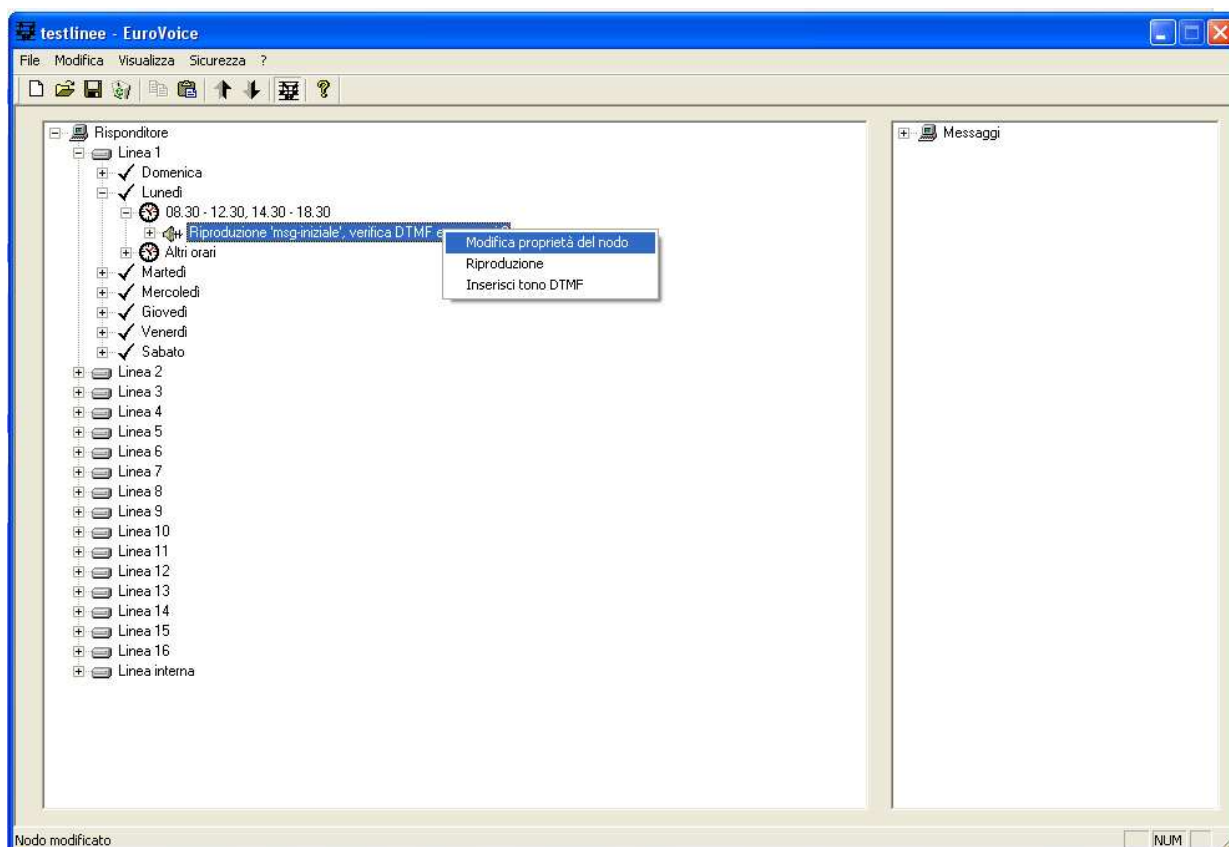 testlinee - EuroVoice
File Modifica Visualizza Sicurezza ?
Risponditore
Linea 1
Domenica
Lunedì
08.30 - 12.30, 14.30 - 18.30
Riproduzione 'msg-iniziale', verifica DTMF
Altri orari
Martedì
Mercoledì
Giovedì
Venerdì
Sabato
Linea 2
Linea 3
Linea 4
Linea 5
Linea 6
Linea 7
Linea 8
Linea 9
Linea 10
Linea 11
Linea 12
Linea 13
Linea 14
Linea 15
Linea 16
Linea interna
Modifica proprietà del nodo
Riproduzione
Inserisci tono DTMF
Messaggi
Nodo modificato
NUM